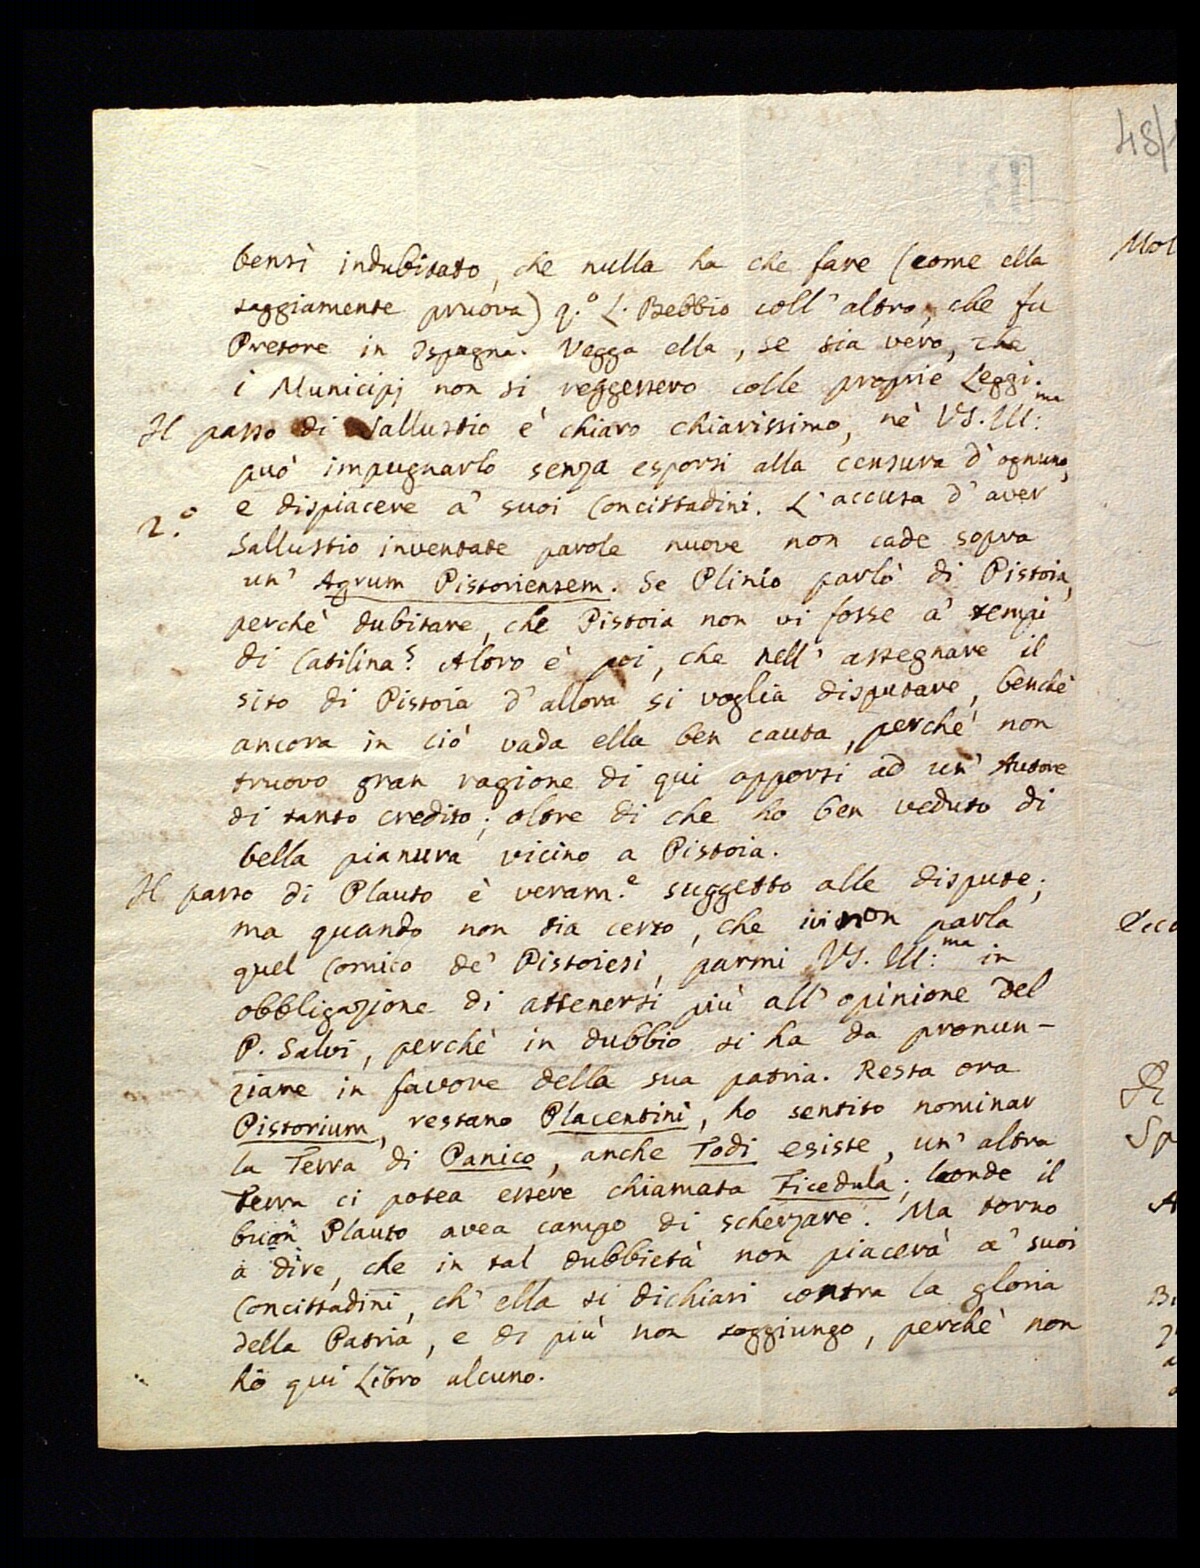 48/
bensì indubitato, che nulla ha che fare (come ella
saggiamente pruova) q.º L. Bebbio coll' altro, che fu
Pretore in Ispagna. Vegga ella, se sia vero, che
i Municipj non si reggessero colle proprie Leggi.
Il passo di Sallustio è chiaro chiarissimo, nè VS. Ill:ma
può impugnarlo senza esporsi alla censura d' ognuno,
e dispiacere a' suoi Concittadini. L' accusa d' aver
2.º
Sallustio inventate parole nuove non cade sopra
un' Agrum Pistoriensem. Se Plinio parlò di Pistoia,
perchè dubitare, che Pistoia non vi fosse a' tempi
di Catilina? Altro è poi, che nell' assegnare il
sito di Pistoia d' allora si voglia disputare, benchè
ancora in ciò vada ella ben cauta, perchè non
truovo gran ragione di qui apporsi ad un' Autore
di tanto credito; oltre di che ho ben veduto di
bella pianura vicino a Pistoia.
Il passo di Plauto è veram.e suggetto alle dispute;
ma quando non sia certo, che ivi non parla
quel Comico de' Pistoiesi, parmi VS. Ill:ma in
obbligazione di attenersi più all' opinione del
P. Salvi, perchè in dubbio si ha da pronun-
ziare in favore della sua patria. Resta ora
Pistorium, restano Placentini, ho sentito nominar
la Terra di Panico, anche Todi esiste, un' altra
Terra ci potea essere chiamata Ficedula; laonde il
buon Plauto avea campo di scherzare. Ma torno
a dire, che in tal dubbietà non piacerà a' suoi
Concittadini, ch' ella si dichiari contra la gloria
della Patria, e di più non soggiungo, perchè non
hò qui Libro alcuno.
Mol